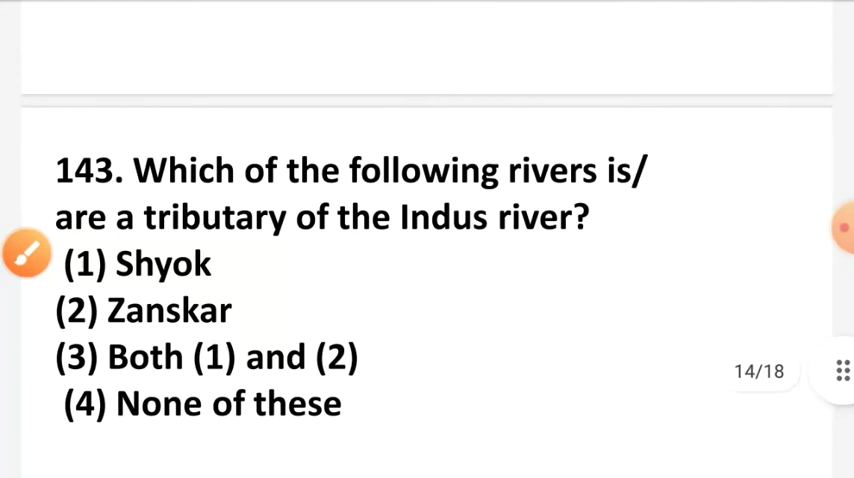 143. Which of the following rivers is/
are a tributary of the Indus river?
(1) Shyok
(2) Zanskar
(3) Both (1) and (2)
14/18
(4) None of these